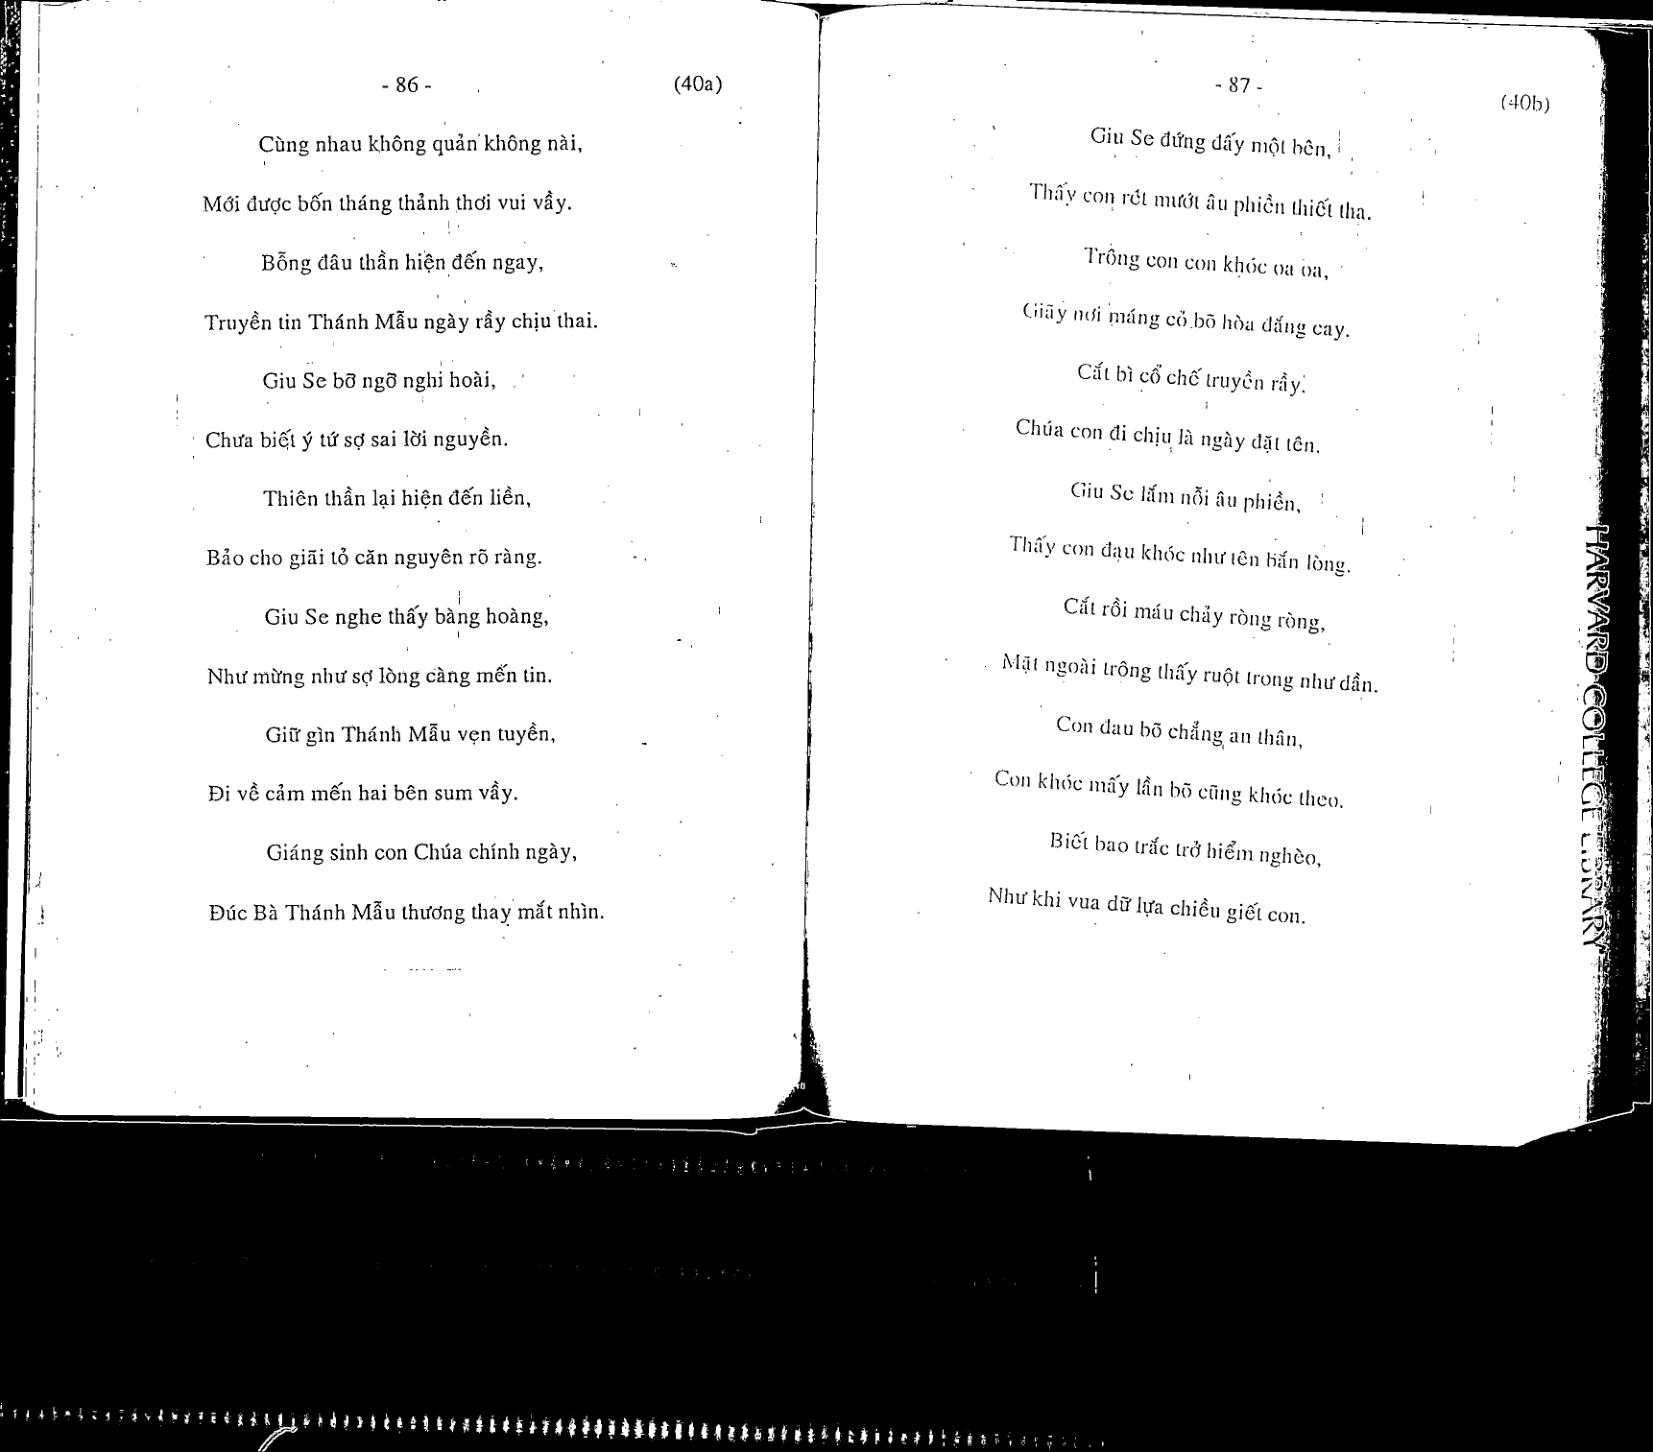 - 86 - (40a)
Cùng nhau không quản không nài,
Mới được bốn tháng thảnh thơi vui vầy.
Bỗng đâu thần hiện đến ngay,
Truyền tin Thánh Mẫu ngày rầy chịu thai.
Giu Se bỡ ngỡ nghi hoài,
Chưa biết ý tứ sợ sai lời nguyền.
Thiên thần lại hiện đến liền,
Bảo cho giãi tỏ căn nguyên rõ ràng.
Giu Se nghe thấy bàng hoàng,
Như mừng như sợ lòng càng mến tin.
Giữ gìn Thánh Mẫu vẹn tuyền,
Đi về cảm mến hai bên sum vầy.
Giáng sinh con Chúa chính ngày,
Đúc Bà Thánh Mẫu thương thay mắt nhìn.
- 87 - (40b)
Giu Se đứng đấy một bên,
Thấy con rét mướt âu phiền thiết tha.
Trông con con khóc oa oa,
Giãy nơi máng cỏ bõ hòa đắng cay.
Cắt bì cổ chế truyền rầy.
Chúa con đi chịu là ngày đặt tên.
Giu Se lắm nỗi âu phiền,
Thấy con đau khóc như tên bắn lòng.
Cắt rồi máu chảy ròng ròng,
Mặt ngoài trông thấy ruột trong như dần.
Con đau bõ chẳng an thân,
Con khóc mấy lần bõ cũng khóc theo.
Biết bao trắc trở hiểm nghèo,
Như khi vua dữ lựa chiều giết con.
HARVARD COLLEGE LIBRARY